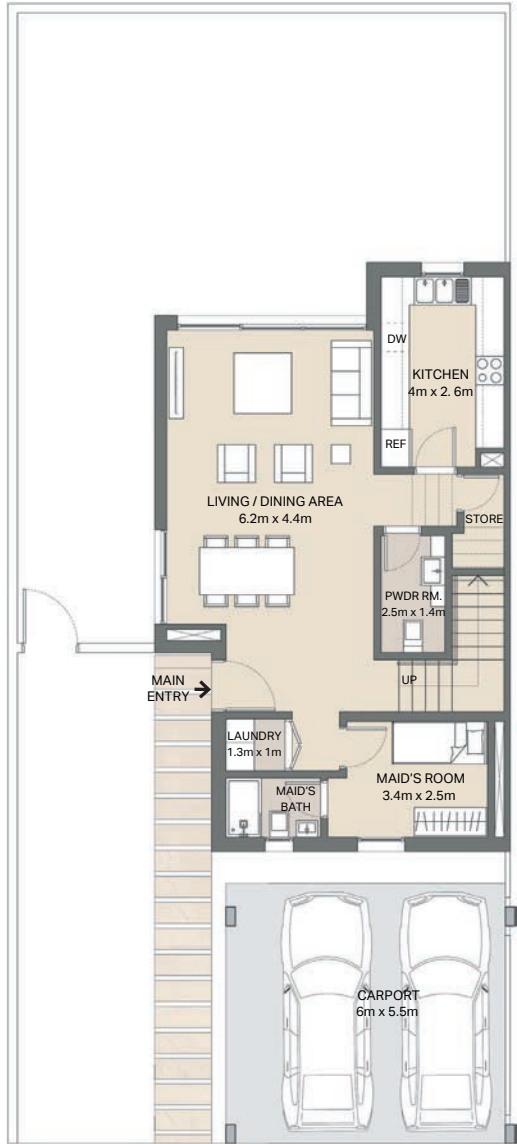 DW
KITCHEN
4m x 2. 6m
REF
LIVING / DINING AREA
6.2m x 4.4m
STORE
PWDR RM.
2.5m x 1.4m
MAIN
ENTRY
UP
LAUNDRY
1.3m x 1m
MAID'S
BATH
MAID'S ROOM
3.4m x 2.5m
CARPORT
6m x 5.5m